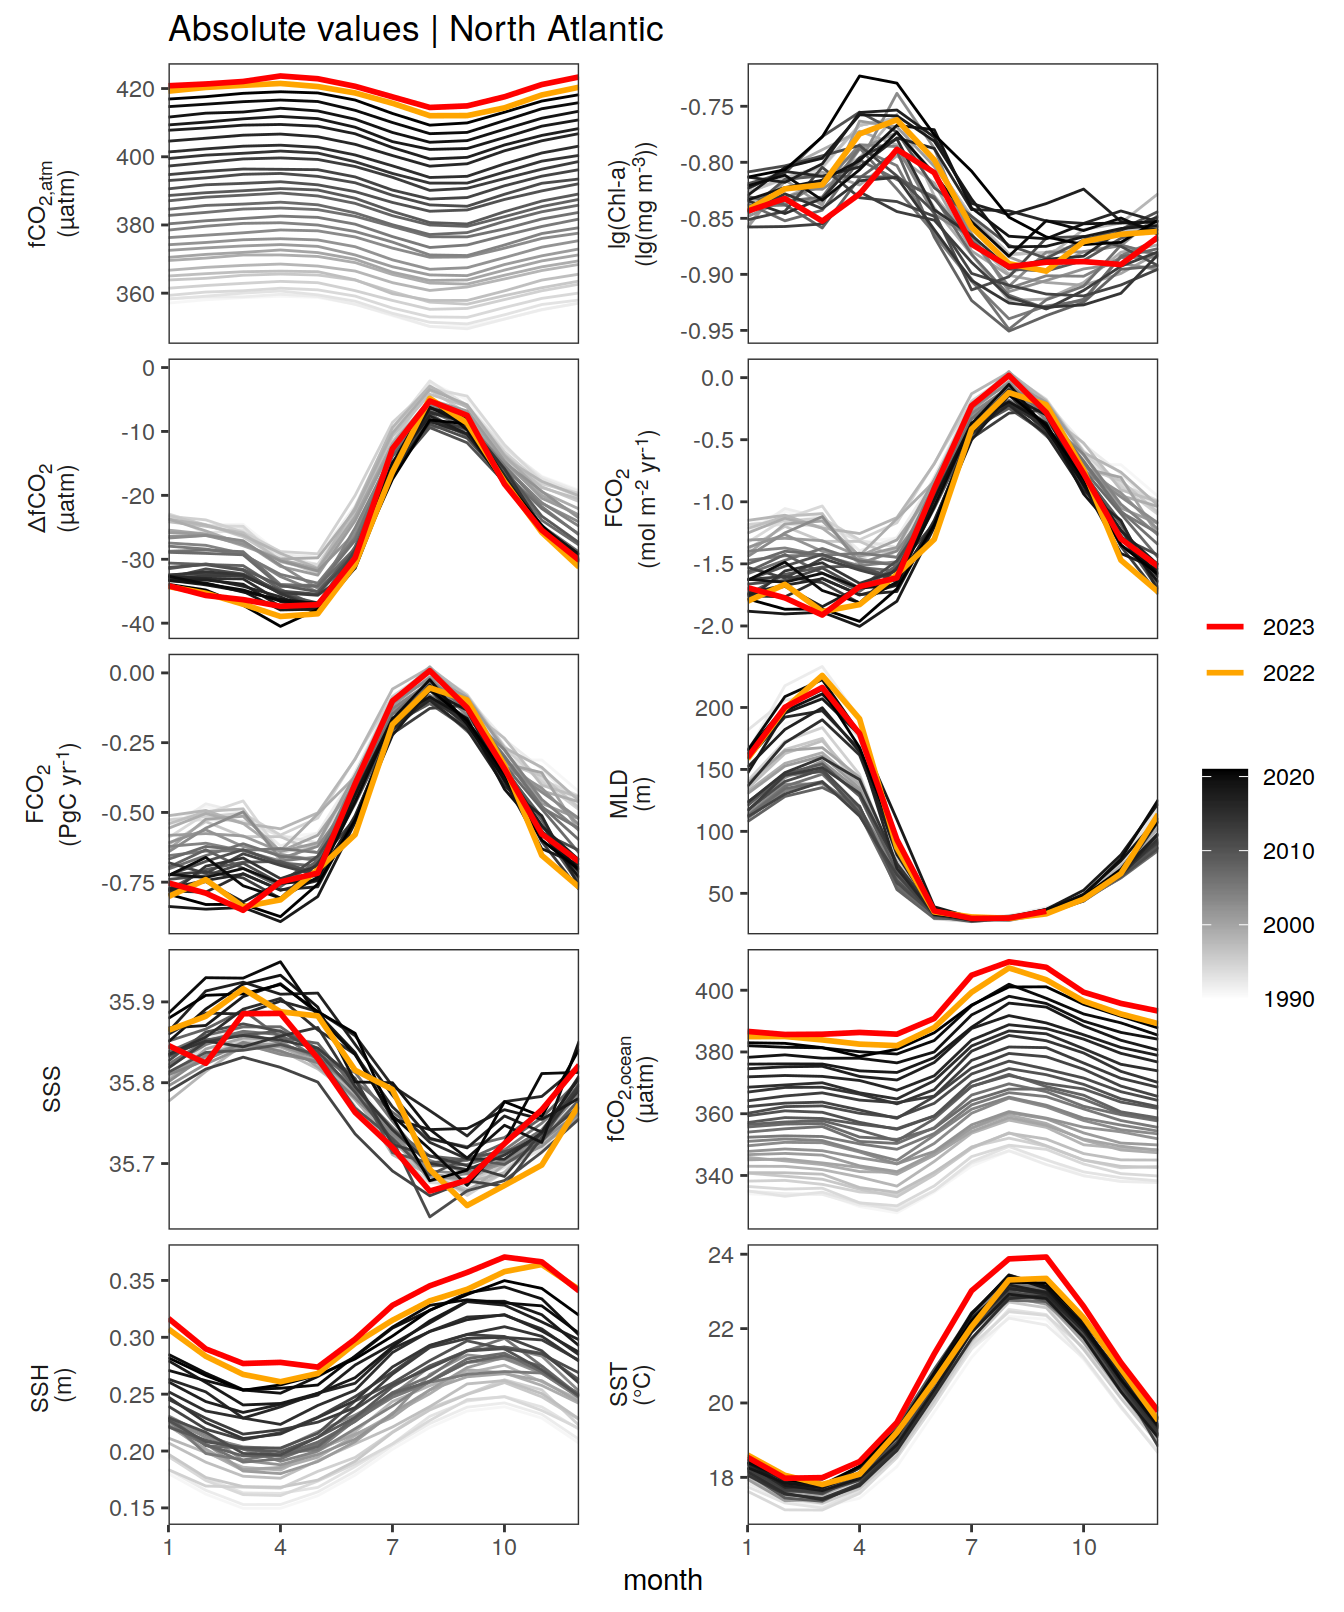 Absolute values | North Atlantic
fCO2,atm
(µatm)
420
400
380
360
lg(Chl-a)
(lg(mg m-3))
-0.75
-0.80
-0.85
-0.90
-0.95
ΔfCO2
(µatm)
0
-10
-20
-30
-40
FCO2
(mol m-2 yr-1)
0.0
-0.5
-1.0
-1.5
-2.0
FCO2
(PgC yr-1)
0.00
-0.25
-0.50
-0.75
MLD
(m)
200
150
100
50
SSS
35.9
35.8
35.7
fCO2,ocean
(µatm)
400
380
360
340
SSH
(m)
0.35
0.30
0.25
0.20
0.15
SST
(°C)
24
22
20
18
1 4 7 10
1 4 7 10
month
2023
2022
2020
2010
2000
1990